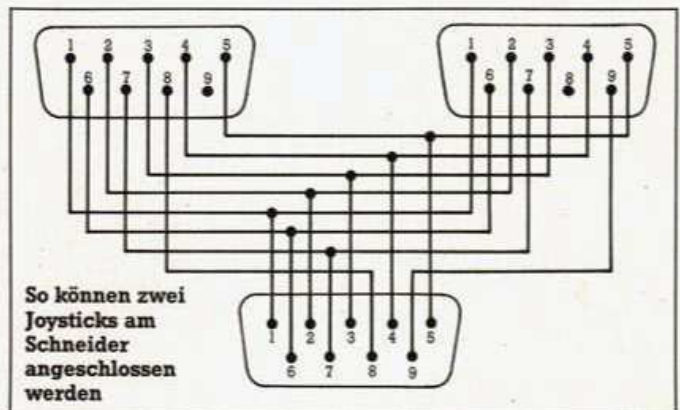 1 2 3 4 5
6 7 8 9
1 2 3 4 5
6 7 8 9
So können zwei
Joysticks am
Schneider
angeschlossen
werden
1 2 3 4 5
6 7 8 9